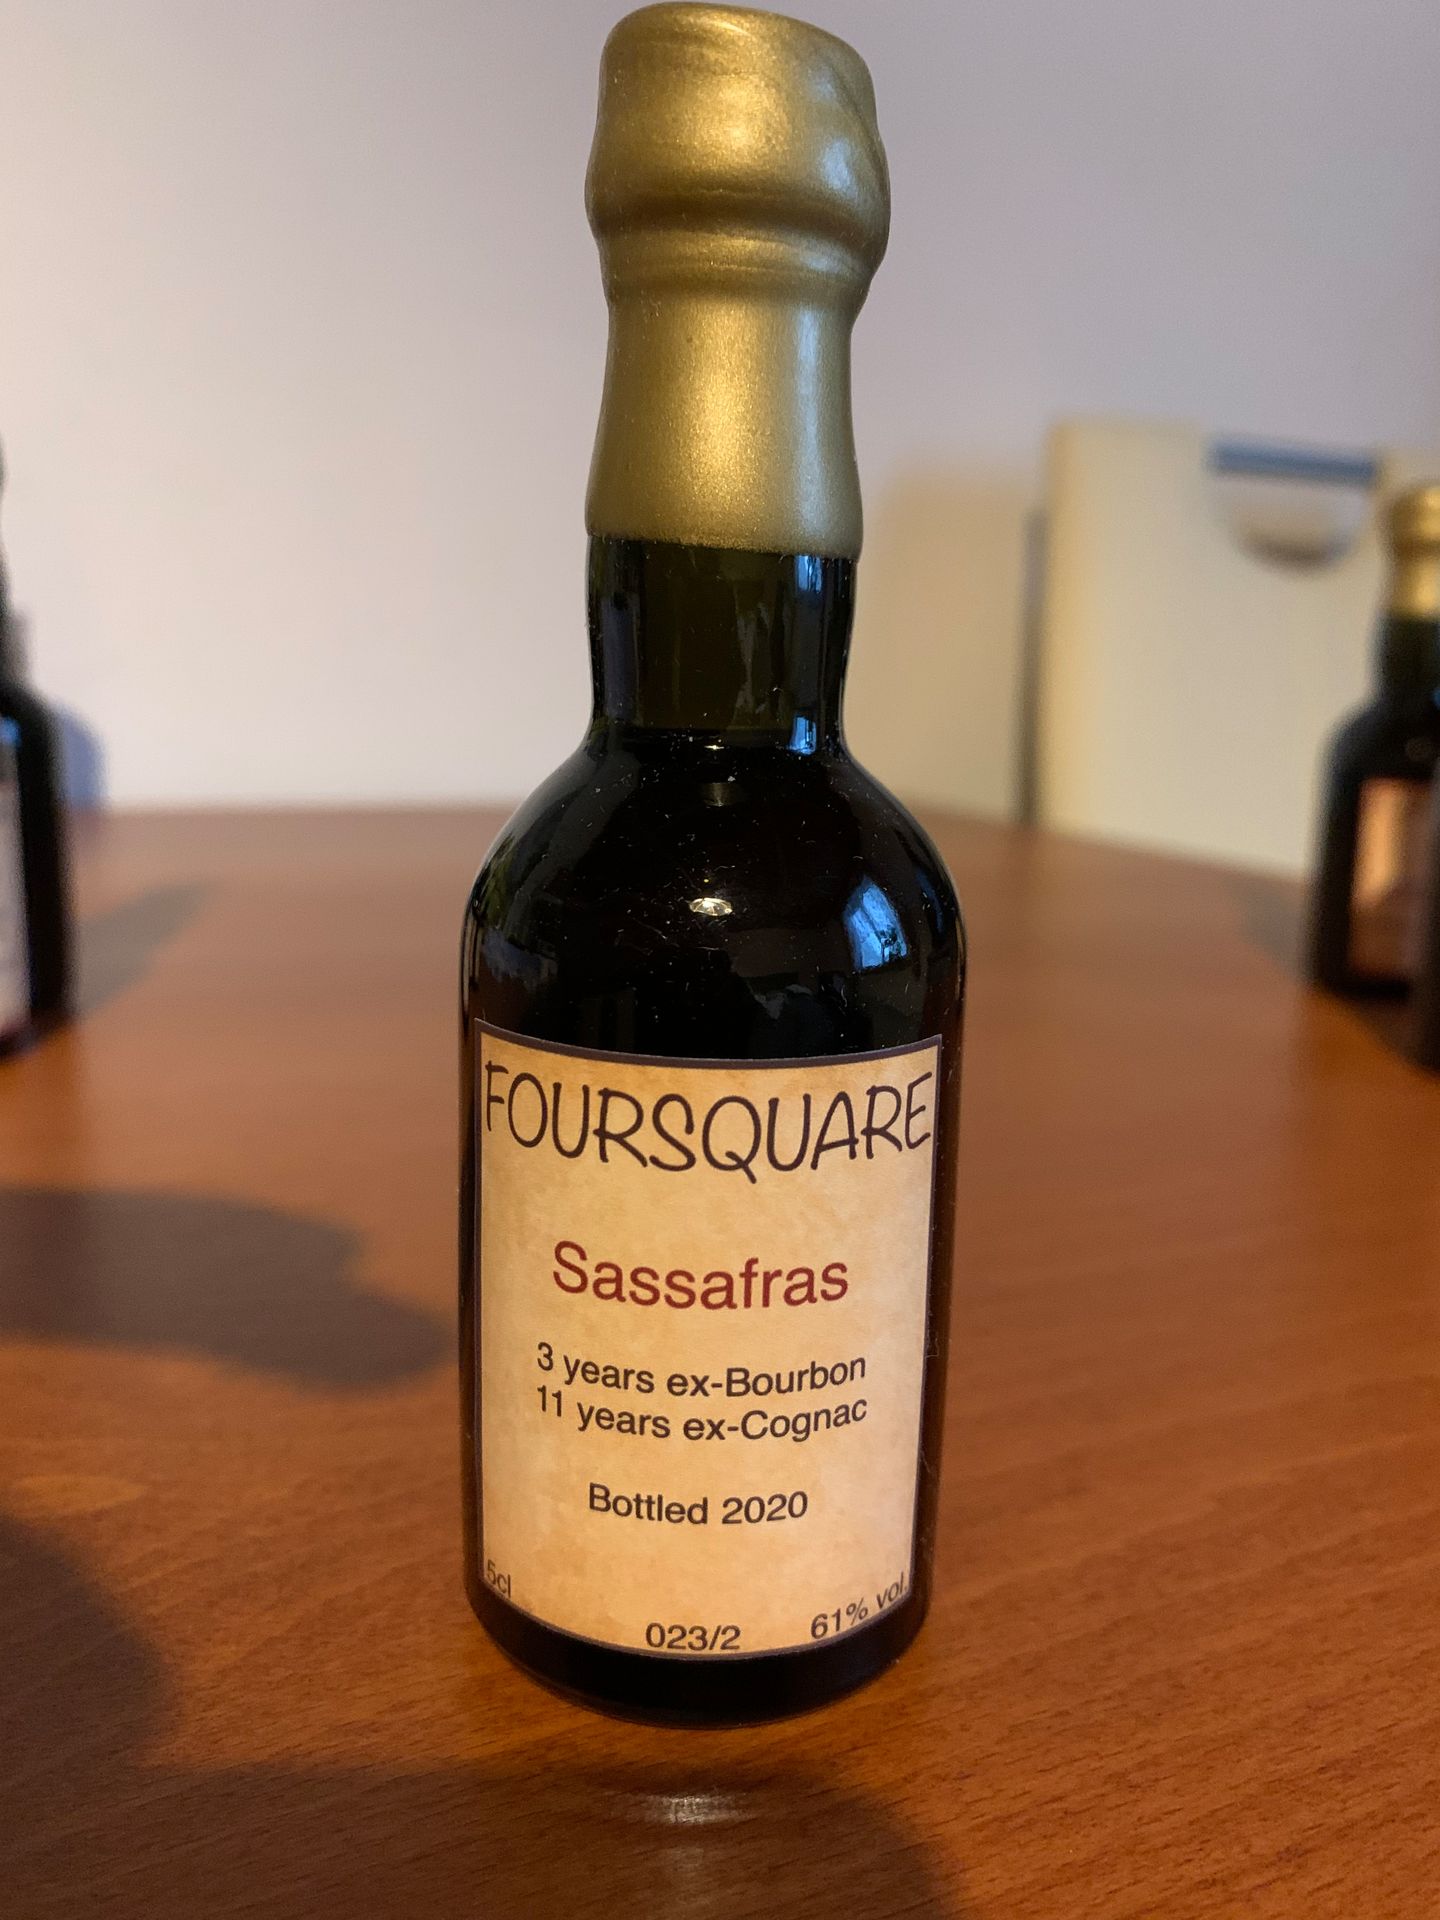 FOURSQUARE
Sassafras
3 years ex-Bourbon
11 years ex-Cognac
Bottled 2020
5cl
023/2
61% vol.